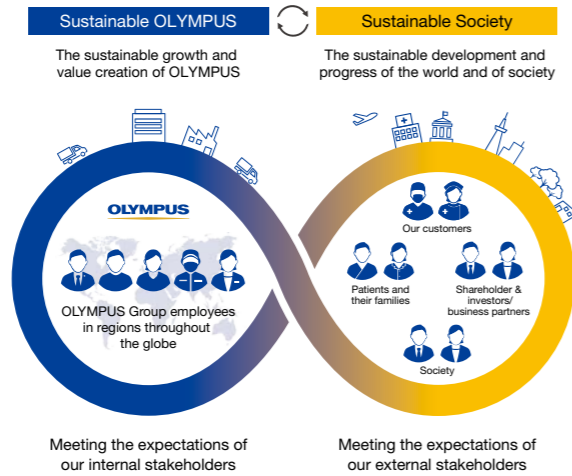 Sustainable OLYMPUS
Sustainable Society
The sustainable growth and
value creation of OLYMPUS
The sustainable development and
progress of the world and of society
OLYMPUS
OLYMPUS Group employees
in regions throughout
the globe
Our customers
Patients and
their families
Shareholder &
investors/
business partners
Society
Meeting the expectations of
our internal stakeholders
Meeting the expectations of
our external stakeholders